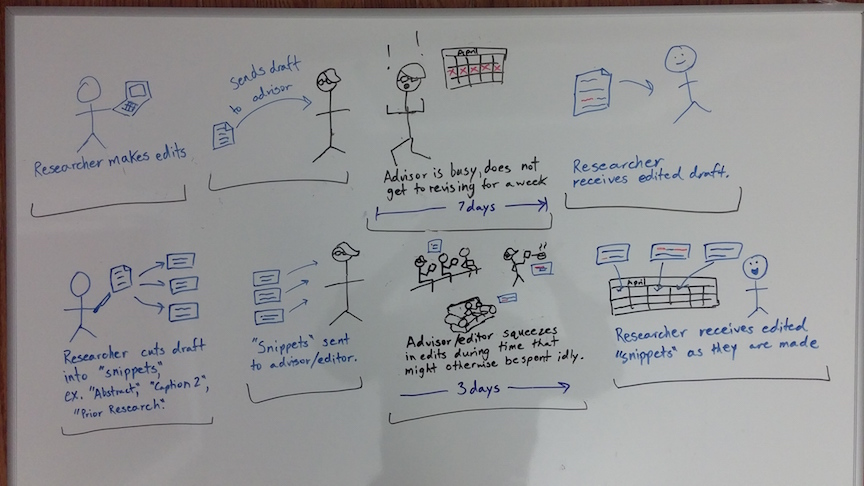 Researcher makes edits
sends draft
to advisor
! !
April
x x x x x
Advisor is busy, does not
get to revising for a week
7 days
Researcher
receives edited draft.
Researcher cuts draft
into "snippets",
ex. "Abstract", "Caption 2",
"Prior Research".
"Snippets" sent
to advisor/editor.
Advisor/editor squeezes
in edits during time that
might otherwise be spent idly.
3 days
April
Researcher receives edited
"snippets" as they are made